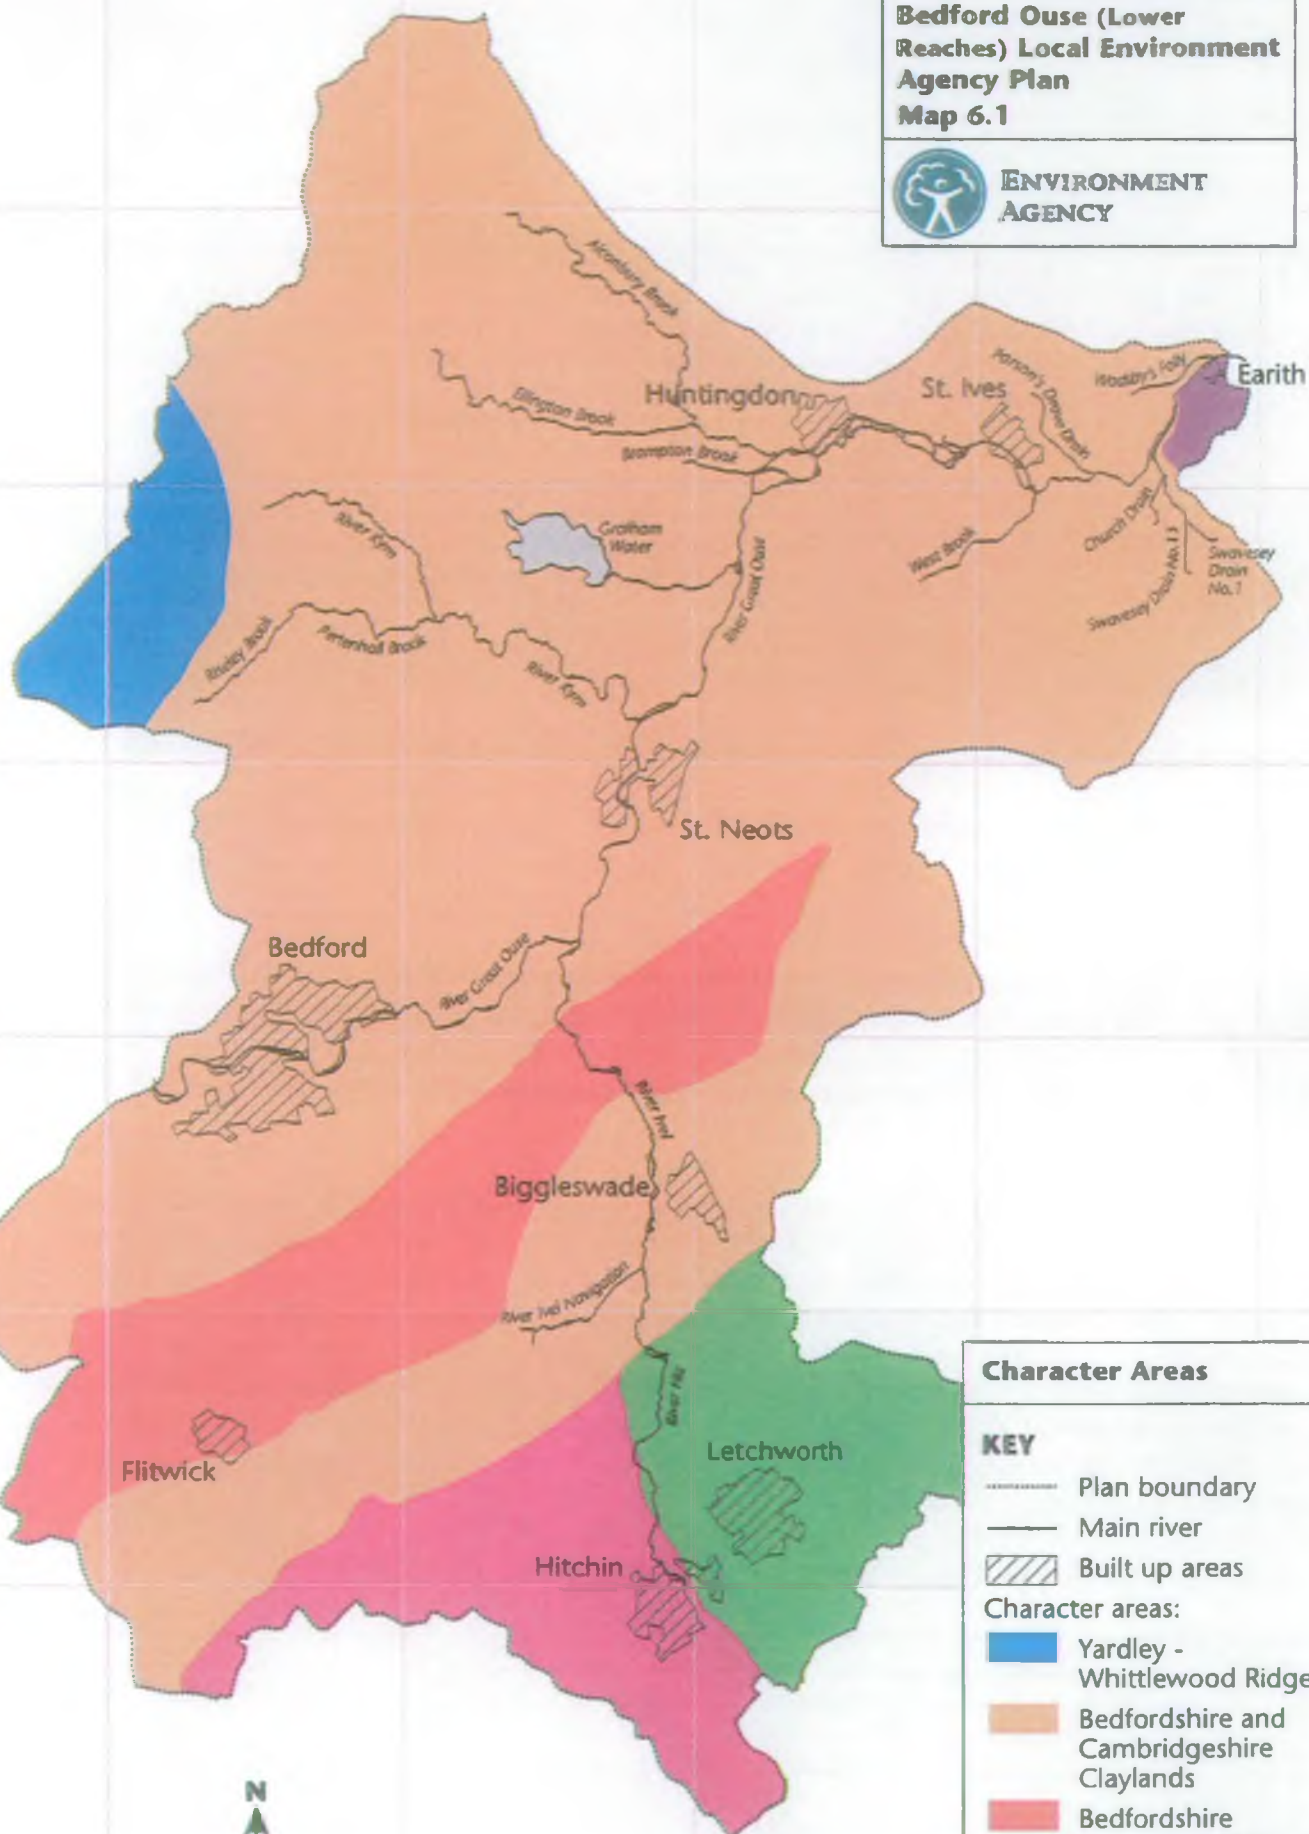 Bedford Ouse (Lower
Reaches) Local Environment
Agency Plan
Map 6.1
ENVIRONMENT
AGENCY
Alconbury Brook
Ellington Brook
Huntingdon
Brampton Brook
St. Ives
Parson's Drove Drain
Earith
River Kym
Grafham
Water
River Great Ouse
West Brook
Church Drain
Swavesey Drain No.13
Swavesey
Drain
No.1
Riseley Brook
Pertenhall Brook
River Kym
St. Neots
Bedford
River Great Ouse
River Ivel
Biggleswade
River Ivel Navigation
River Hiz
Flitwick
Letchworth
Hitchin
N
Character Areas
KEY
Plan boundary
Main river
Built up areas
Character areas:
Yardley -
Whittlewood Ridge
Bedfordshire and
Cambridgeshire
Claylands
Bedfordshire